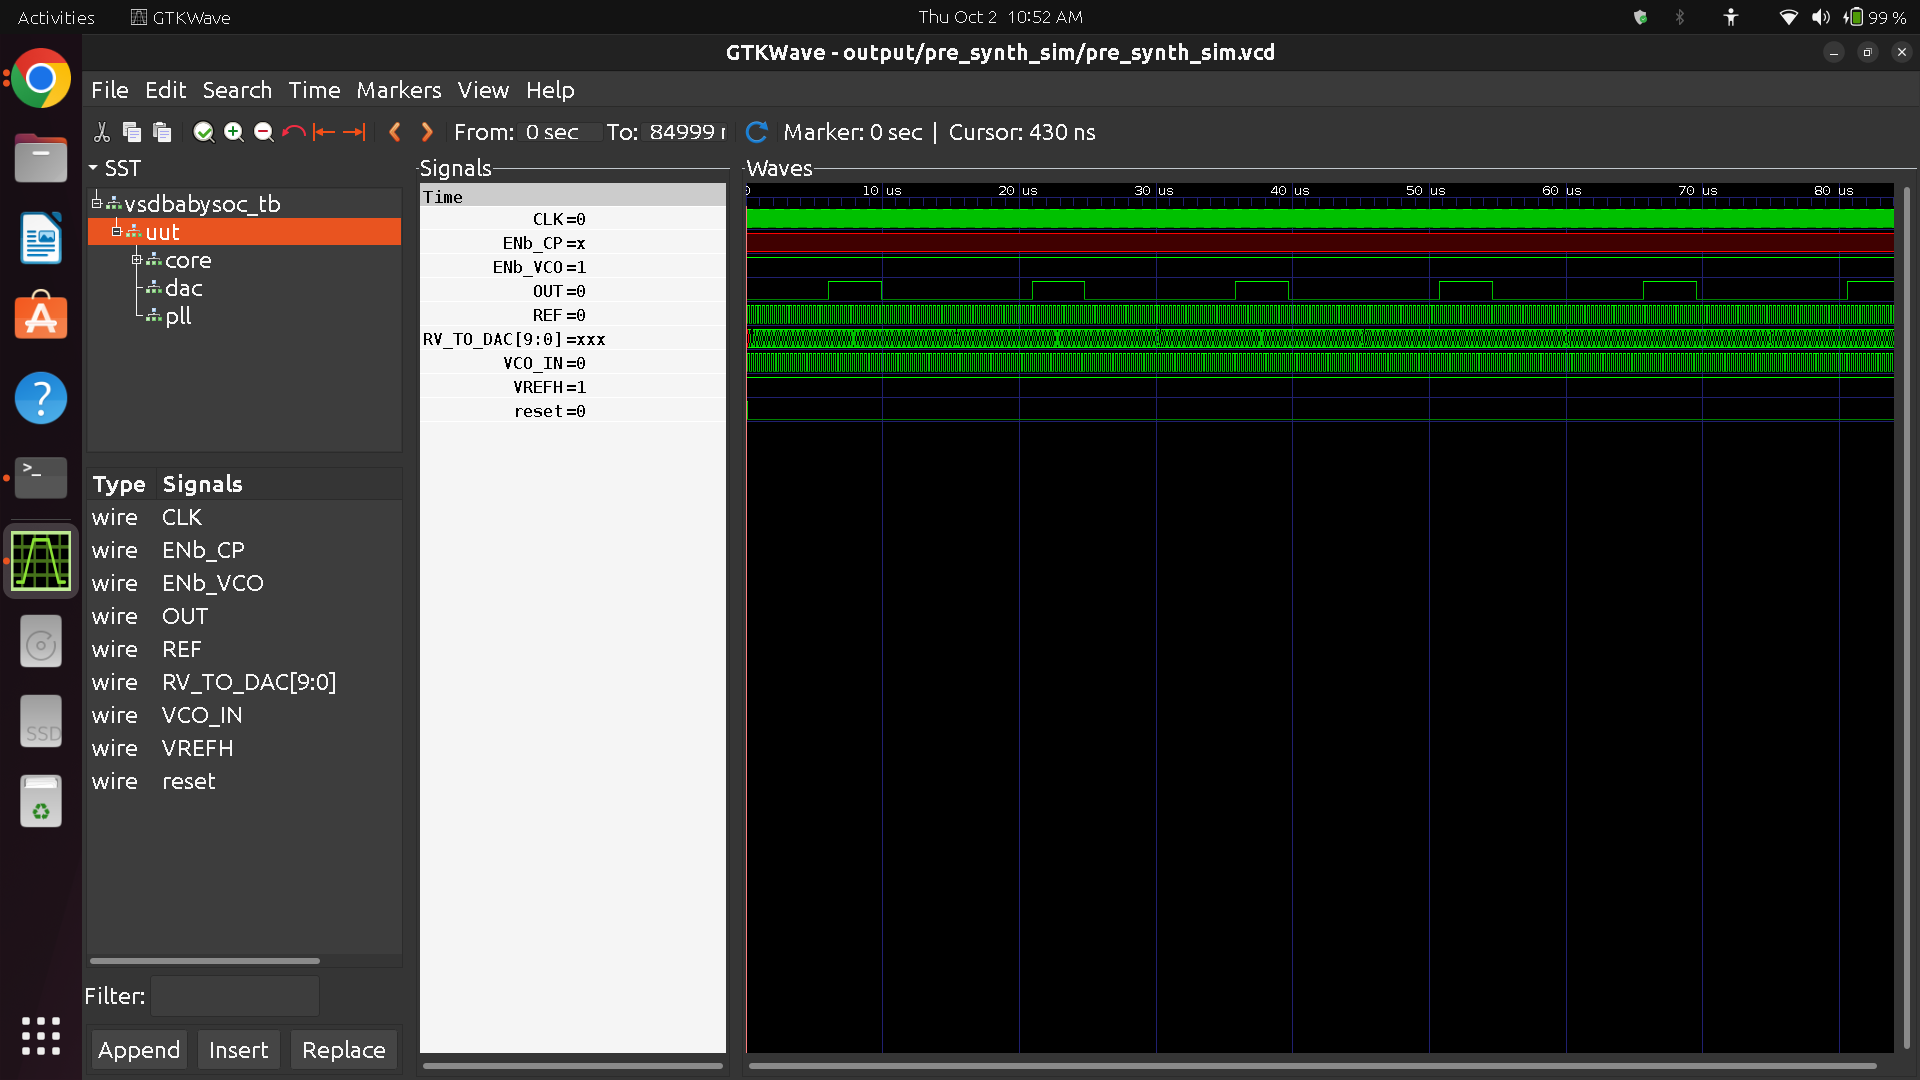 Activities
GTKWave
Thu Oct 2 10:52 AM
99 %
GTKWave - output/pre_synth_sim/pre_synth_sim.vcd
File Edit Search Time Markers View Help
From: 0 sec To: 84999 Marker: 0 sec | Cursor: 430 ns
SST
vsdbabysoc_tb
uut
core
dac
pll
Type Signals
wire CLK
wire ENb_CP
wire ENb_VCO
wire OUT
wire REF
wire RV_TO_DAC[9:0]
wire VCO_IN
wire VREFH
wire reset
Filter:
Append Insert Replace
Signals
Time
CLK=0
ENb_CP=x
ENb_VCO=1
OUT=0
REF=0
RV_TO_DAC[9:0]=xxx
VCO_IN=0
VREFH=1
reset=0
Waves
0 10 us 20 us 30 us 40 us 50 us 60 us 70 us 80 us
>_
?
SSD